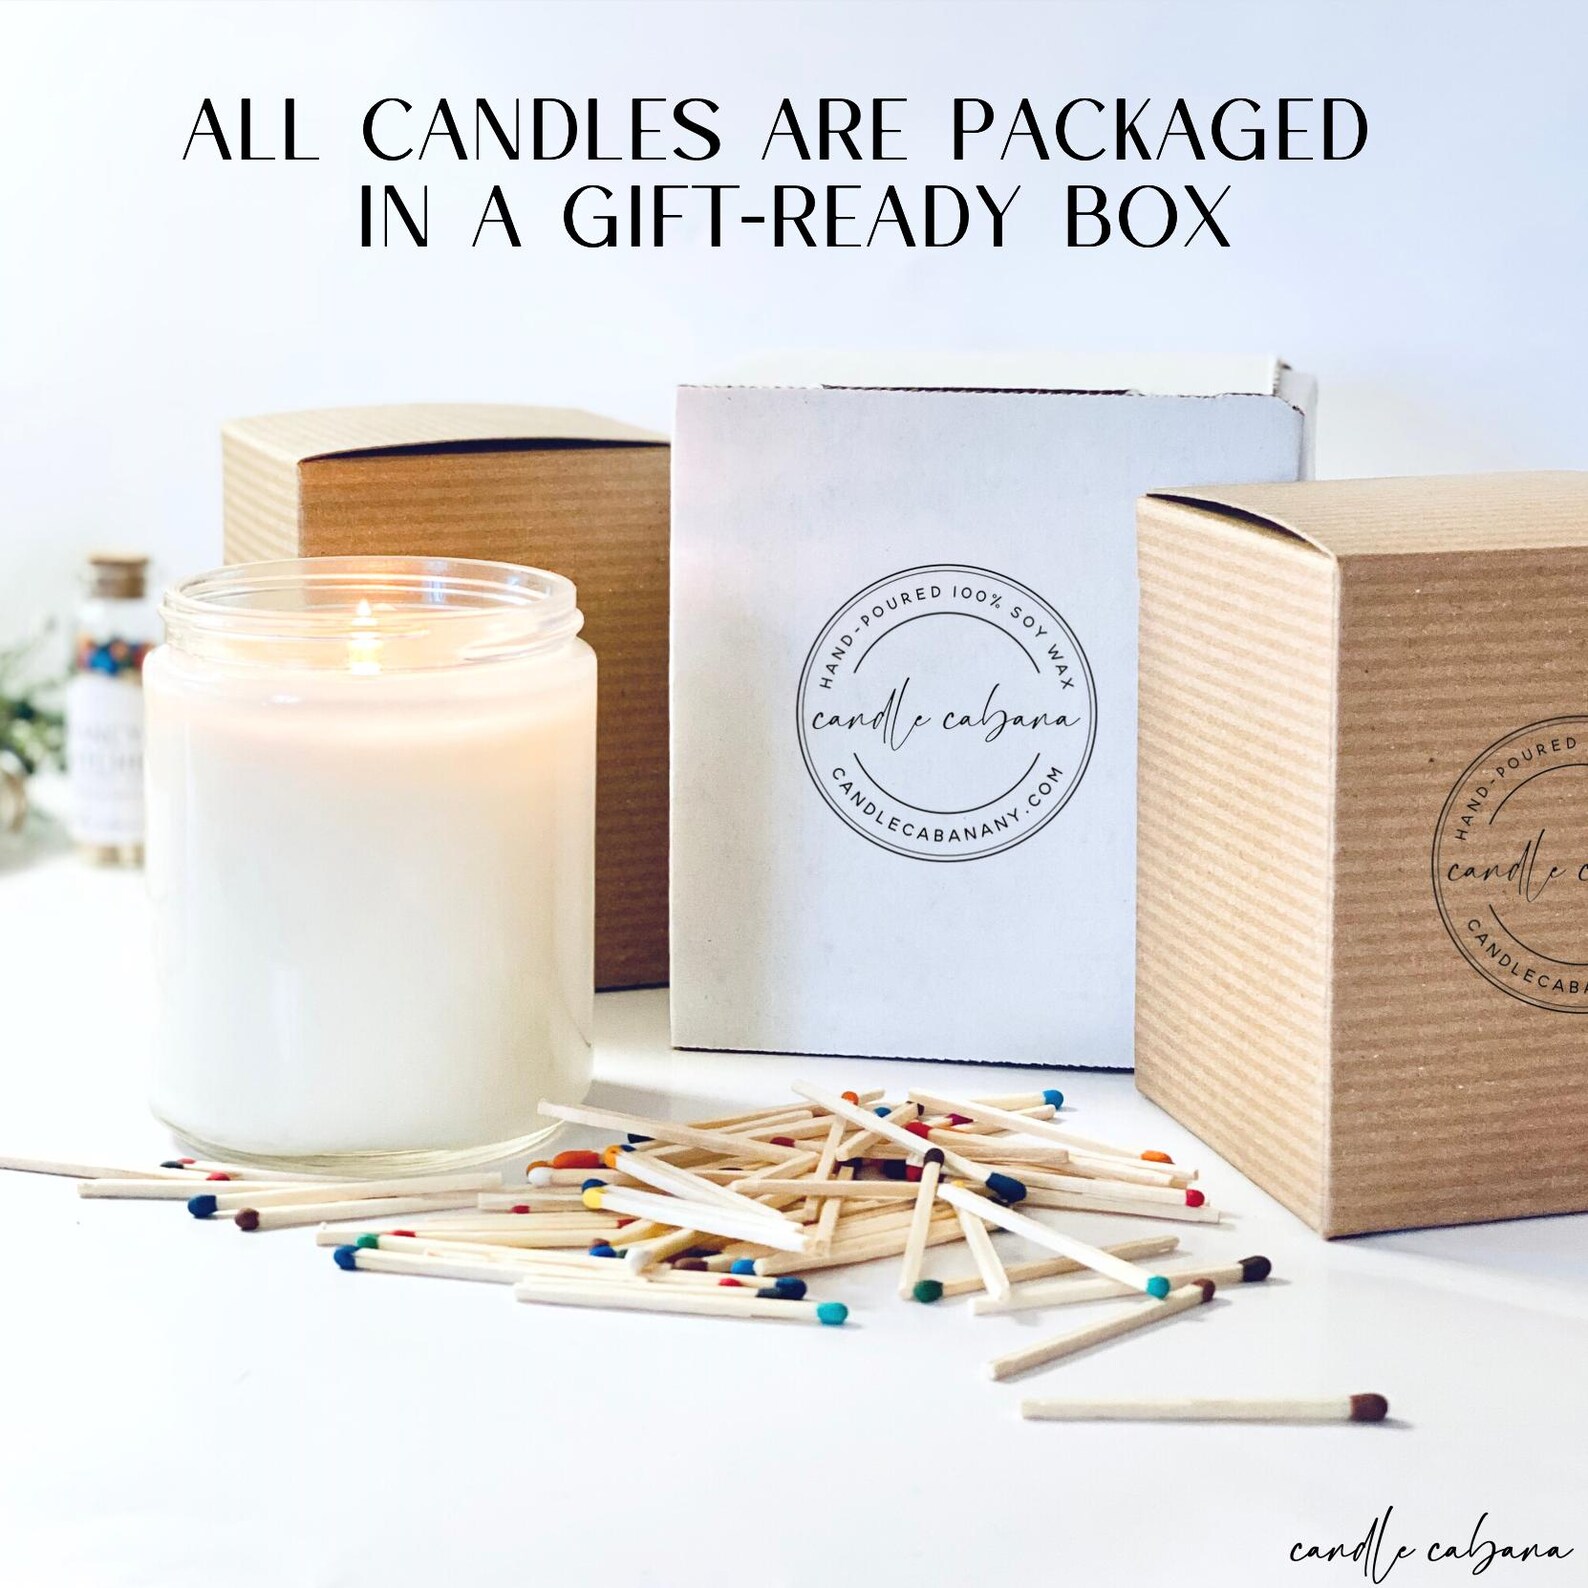 ALL CANDLES ARE PACKAGED
IN A GIFT-READY BOX
HAND-POURED 100% SOY WAX
candle cabana
CANDLECABANANY.COM
HAND-POURED
candle c
CANDLECABA
candle cabana